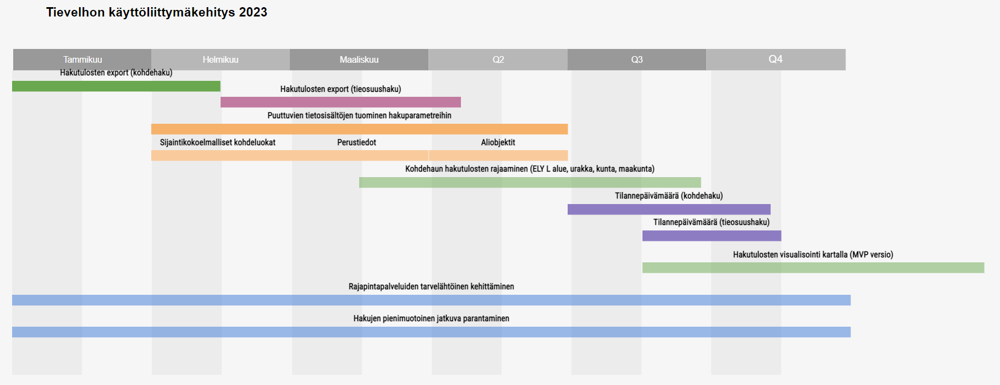 Tievelhon käyttöliittymäkehitys 2023
Tammikuu Helmikuu Maaliskuu Q2 Q3 Q4
Hakutulosten export (kohdehaku)
Hakutulosten export (tieosuushaku)
Puuttuvien tietosisältöjen tuominen hakuparametreihin
Sijaintikokoelmalliset kohdeluokat Perustiedot Aliobjektit
Kohdehaun hakutulosten rajaaminen (ELY L alue, urakka, kunta, maakunta)
Tilannepäivämäärä (kohdehaku)
Tilannepäivämäärä (tieosuushaku)
Hakutulosten visualisointi kartalla (MVP versio)
Rajapintapalveluiden tarvelähtöinen kehittäminen
Hakujen pienimuotoinen jatkuva parantaminen